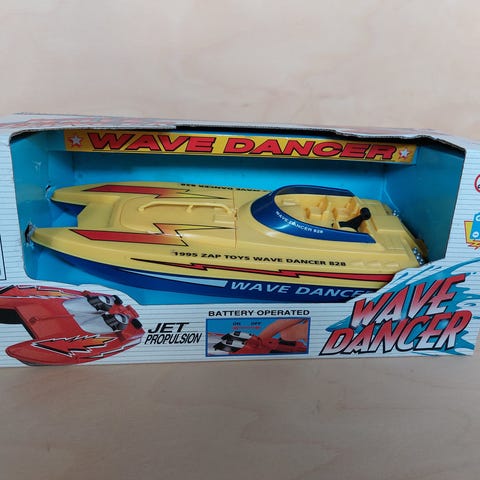 WAVE DANCER
WAVE DANCER 828
1995 ZAP TOYS WAVE DANCER 828
WAVE DANCER
BATTERY OPERATED
ON OFF
JET
PROPULSION
WAVE
DANCER